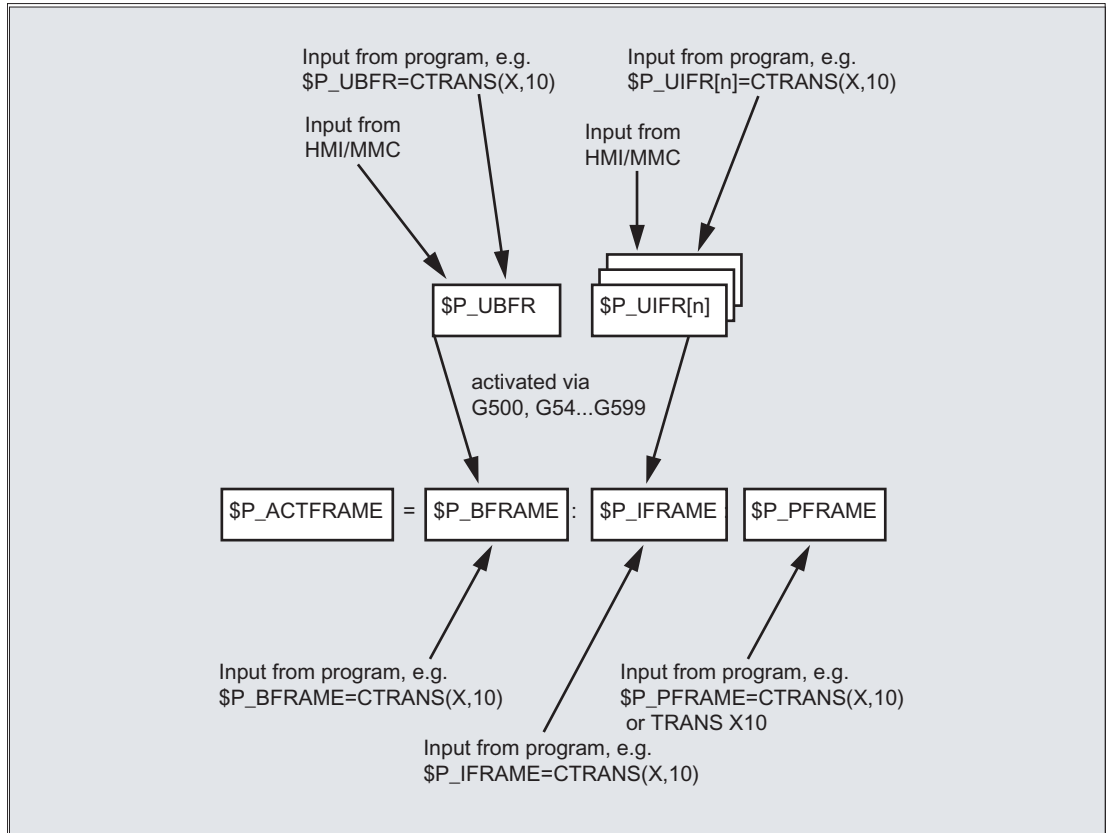 Input from program, e.g.
$P_UBFR=CTRANS(X,10)
Input from program, e.g.
$P_UIFR[n]=CTRANS(X,10)
Input from
HMI/MMC
Input from
HMI/MMC
$P_UBFR
$P_UIFR[n]
activated via
G500, G54...G599
$P_ACTFRAME = $P_BFRAME : $P_IFRAME : $P_PFRAME
Input from program, e.g.
$P_BFRAME=CTRANS(X,10)
Input from program, e.g.
$P_PFRAME=CTRANS(X,10)
or TRANS X10
Input from program, e.g.
$P_IFRAME=CTRANS(X,10)